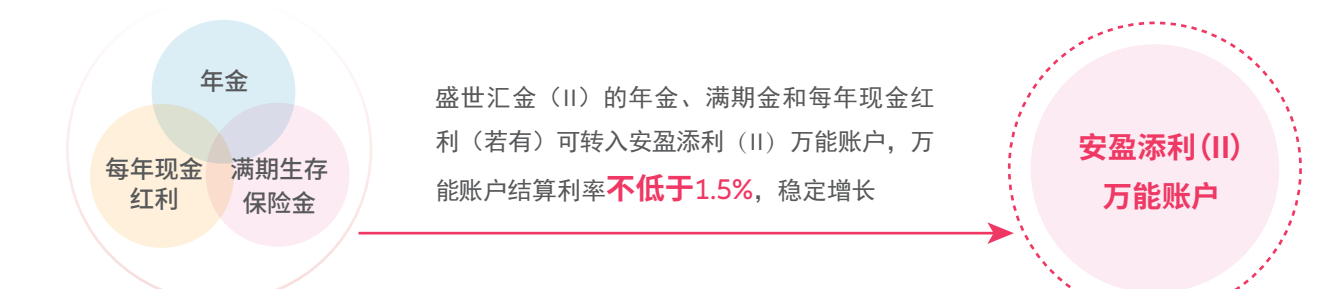 年金
每年现金
红利
满期生存
保险金
盛世汇金（II）的年金、满期金和每年现金红
利（若有）可转入安盈添利（II）万能账户，万
能账户结算利率不低于1.5%，稳定增长
安盈添利(II)
万能账户